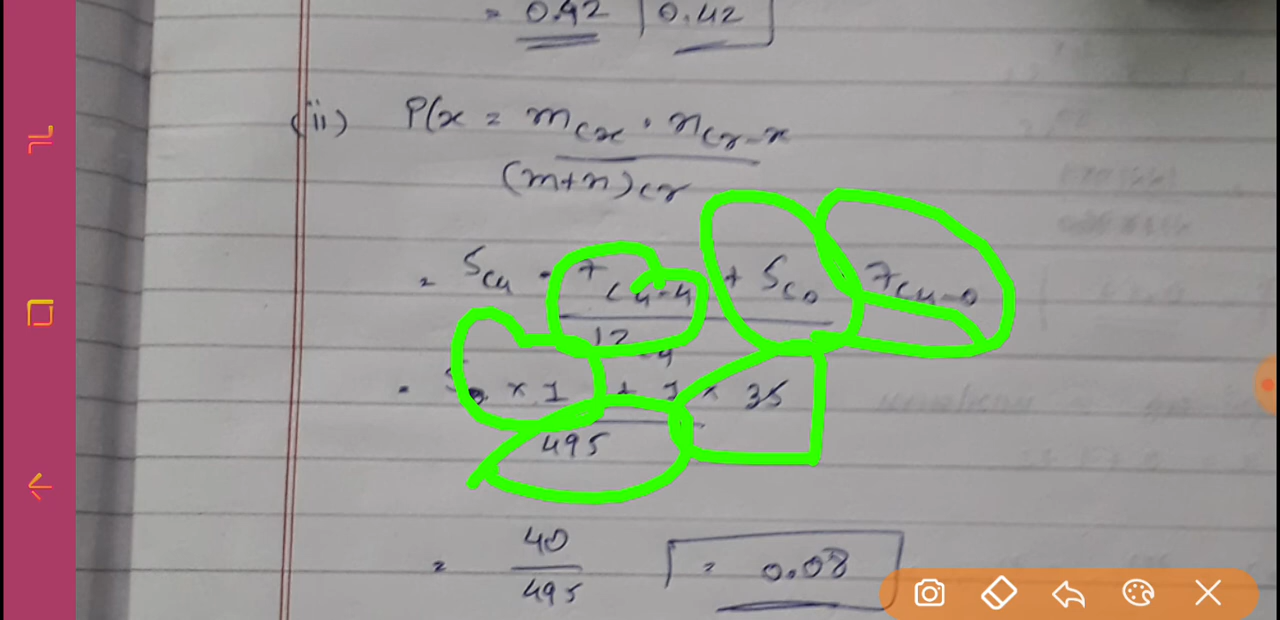 = 0.42 | 0.42
(ii) P(x = mcx . ncr-x
(m+n)cr
= 5c4 . 7c4-4 + 5c0 7c4-0
12c4
= 5 x 1 + 1 x 35
495
= 40
495
= 0.08